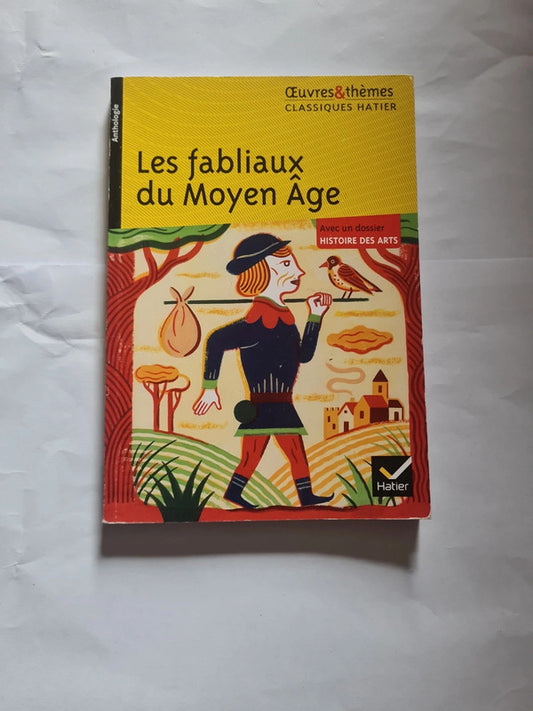 Anthologie
Œuvres&thèmes
CLASSIQUES HATIER
Les fabliaux
du Moyen Âge
Avec un dossier
HISTOIRE DES ARTS
Hatier